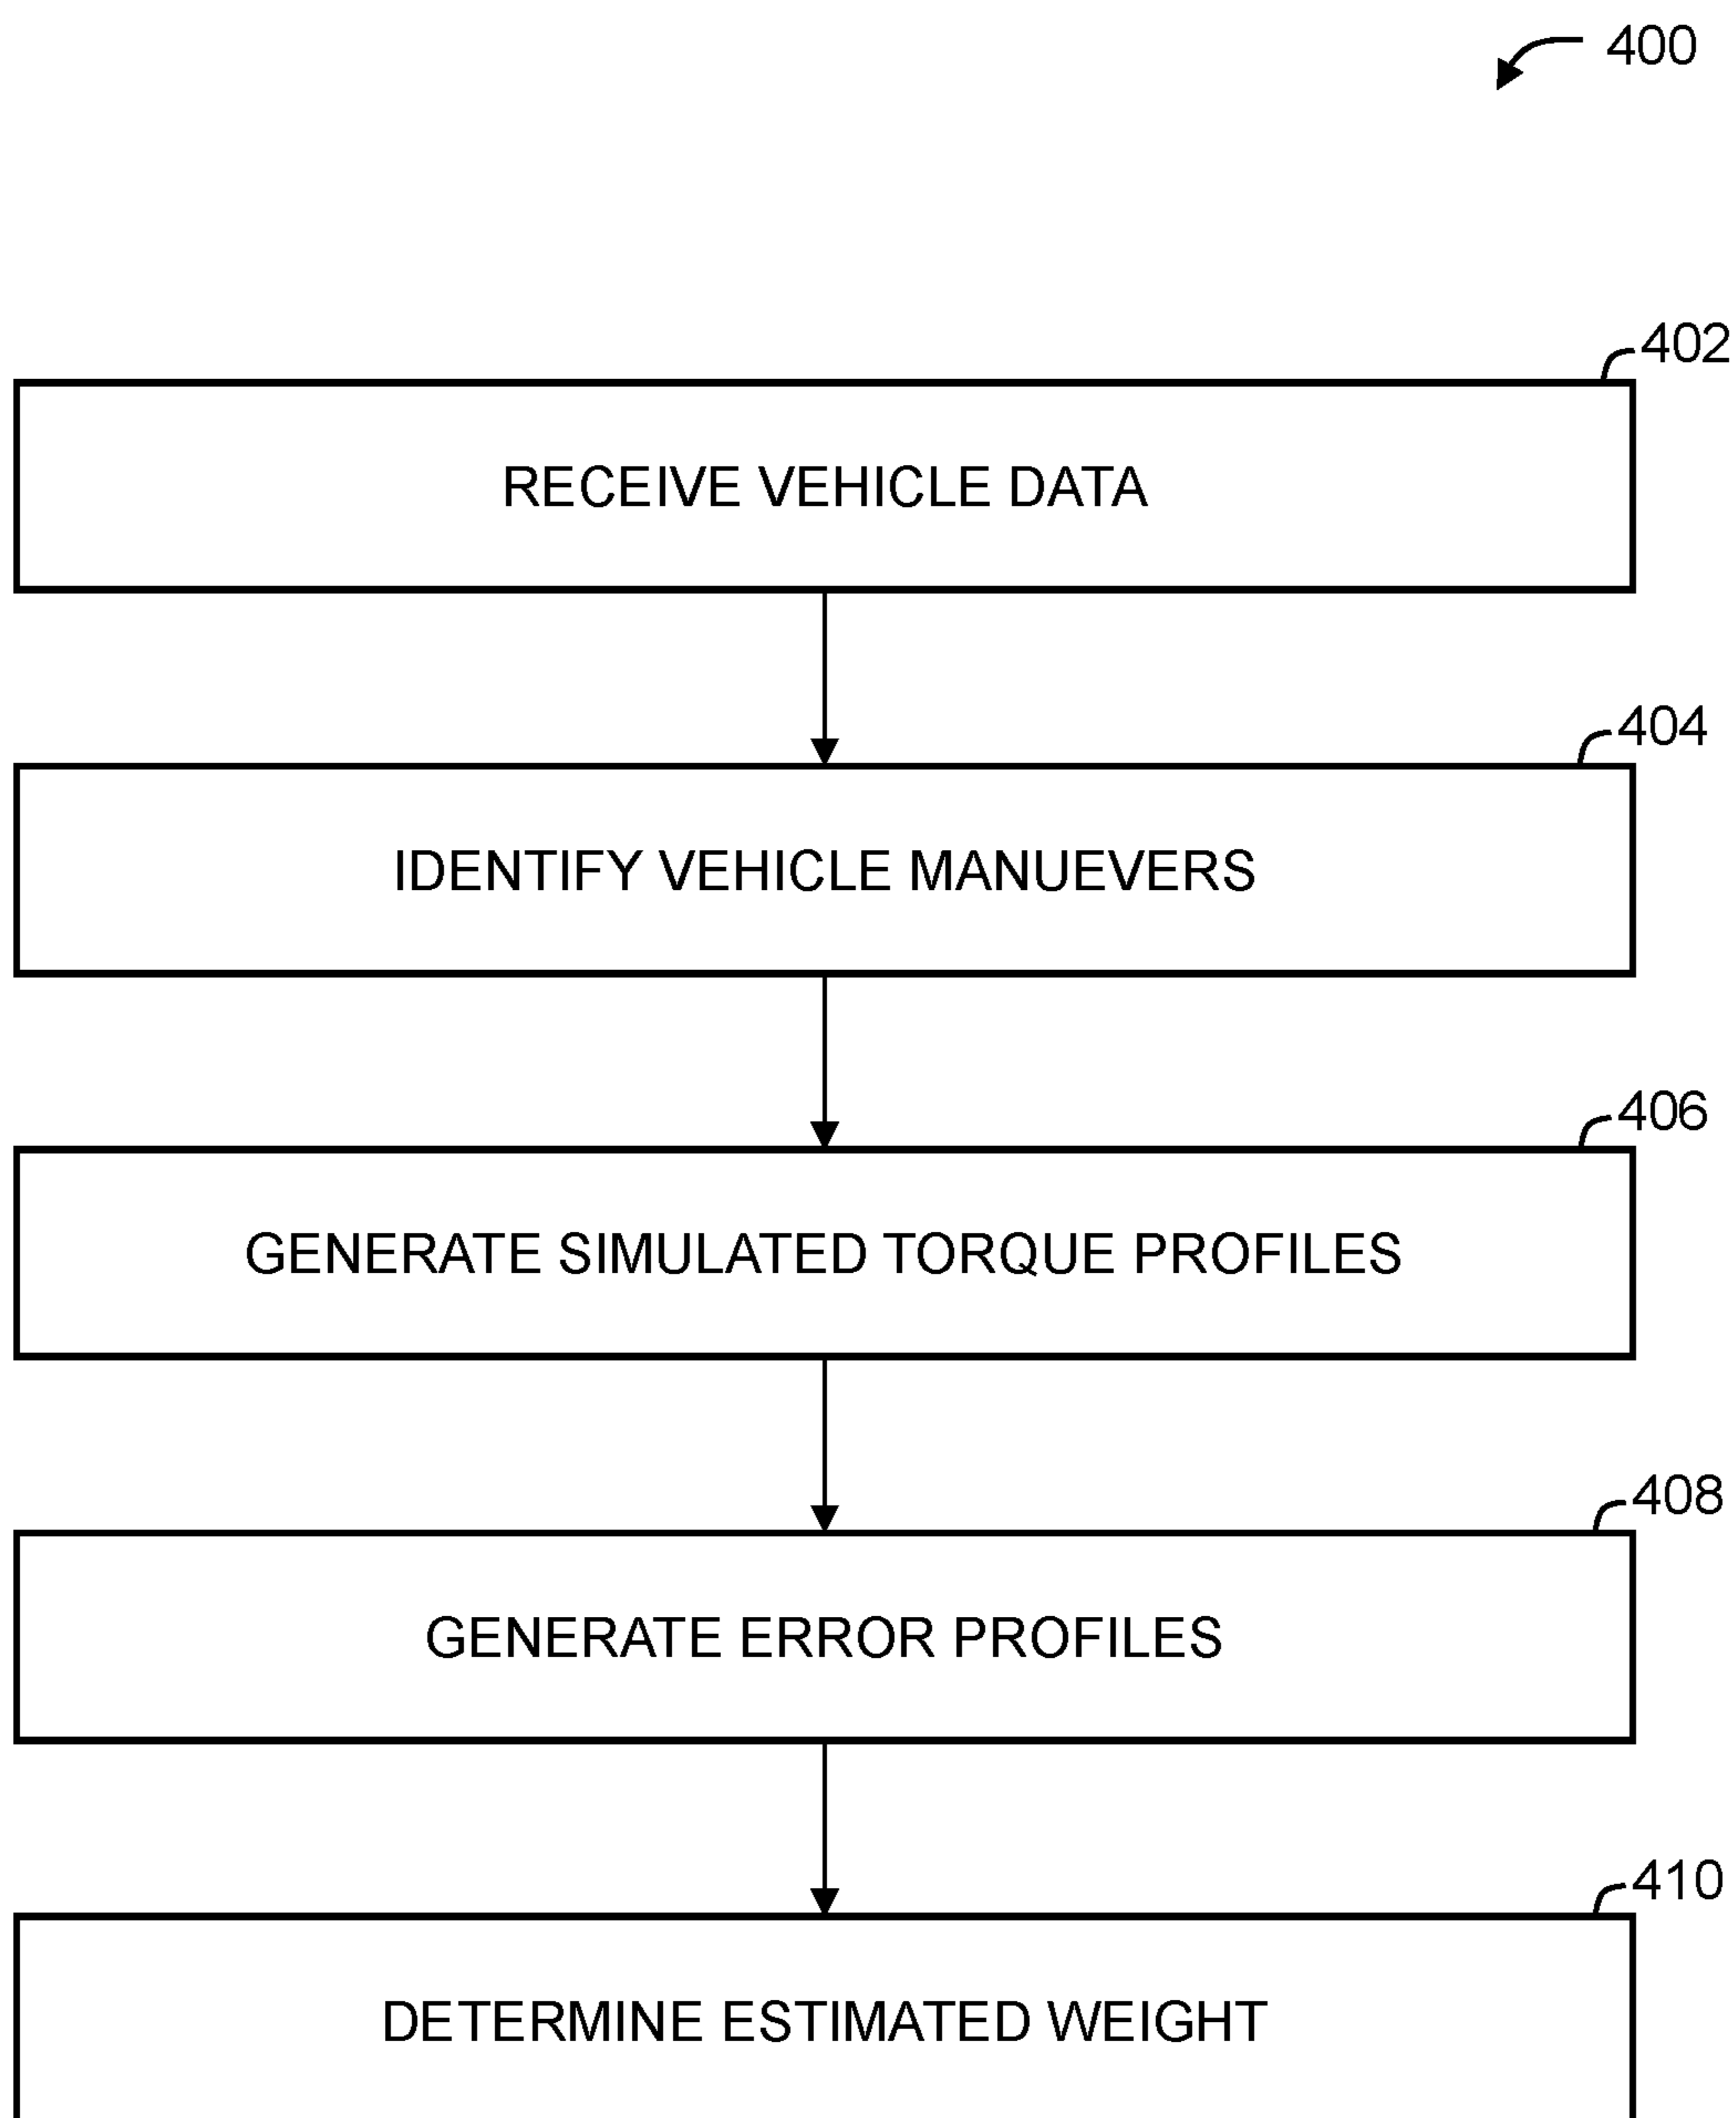 400
402
RECEIVE VEHICLE DATA
404
IDENTIFY VEHICLE MANUEVERS
406
GENERATE SIMULATED TORQUE PROFILES
408
GENERATE ERROR PROFILES
410
DETERMINE ESTIMATED WEIGHT